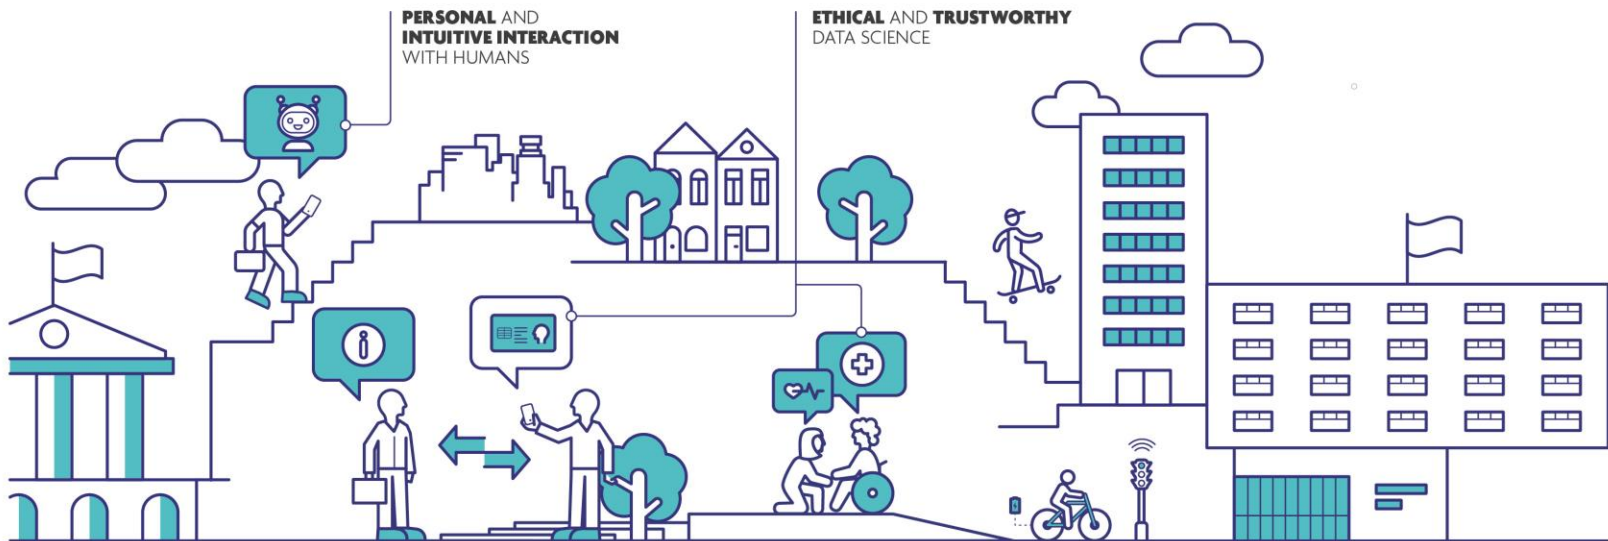 PERSONAL AND
INTUITIVE INTERACTION
WITH HUMANS
ETHICAL AND TRUSTWORTHY
DATA SCIENCE
i